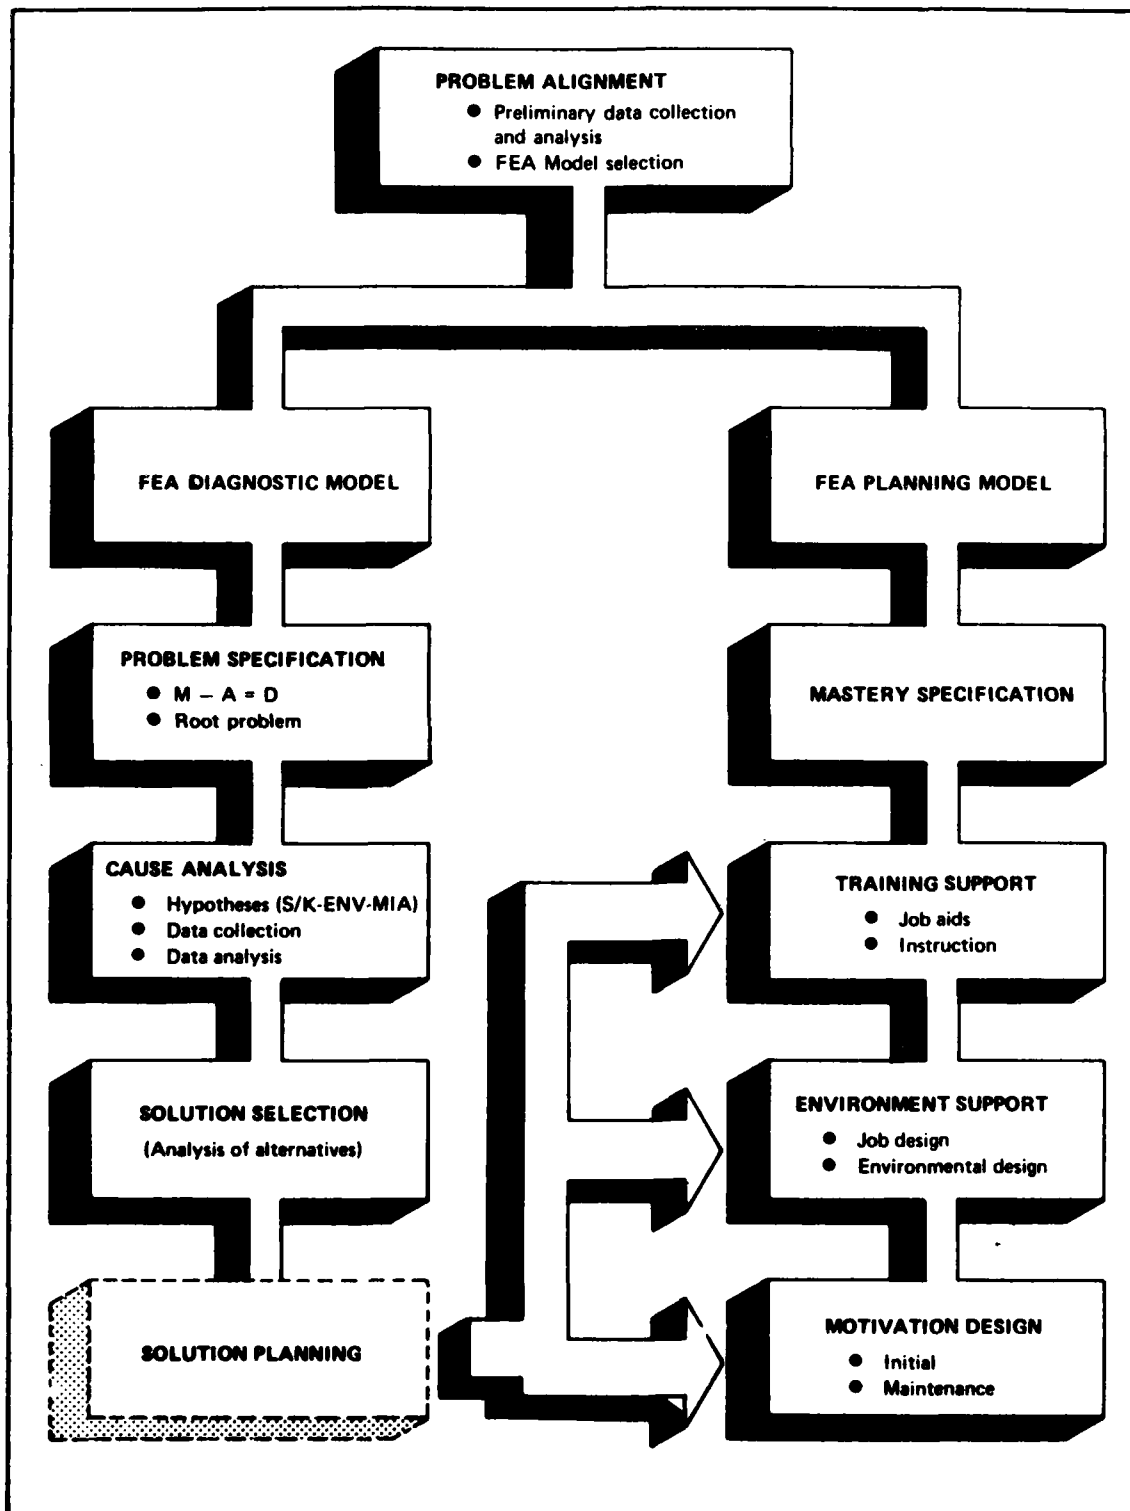 PROBLEM ALIGNMENT
● Preliminary data collection
and analysis
● FEA Model selection
FEA DIAGNOSTIC MODEL
FEA PLANNING MODEL
PROBLEM SPECIFICATION
● M – A = D
● Root problem
MASTERY SPECIFICATION
CAUSE ANALYSIS
● Hypotheses (S/K-ENV-MIA)
● Data collection
● Data analysis
TRAINING SUPPORT
● Job aids
● Instruction
SOLUTION SELECTION
(Analysis of alternatives)
ENVIRONMENT SUPPORT
● Job design
● Environmental design
SOLUTION PLANNING
MOTIVATION DESIGN
● Initial
● Maintenance